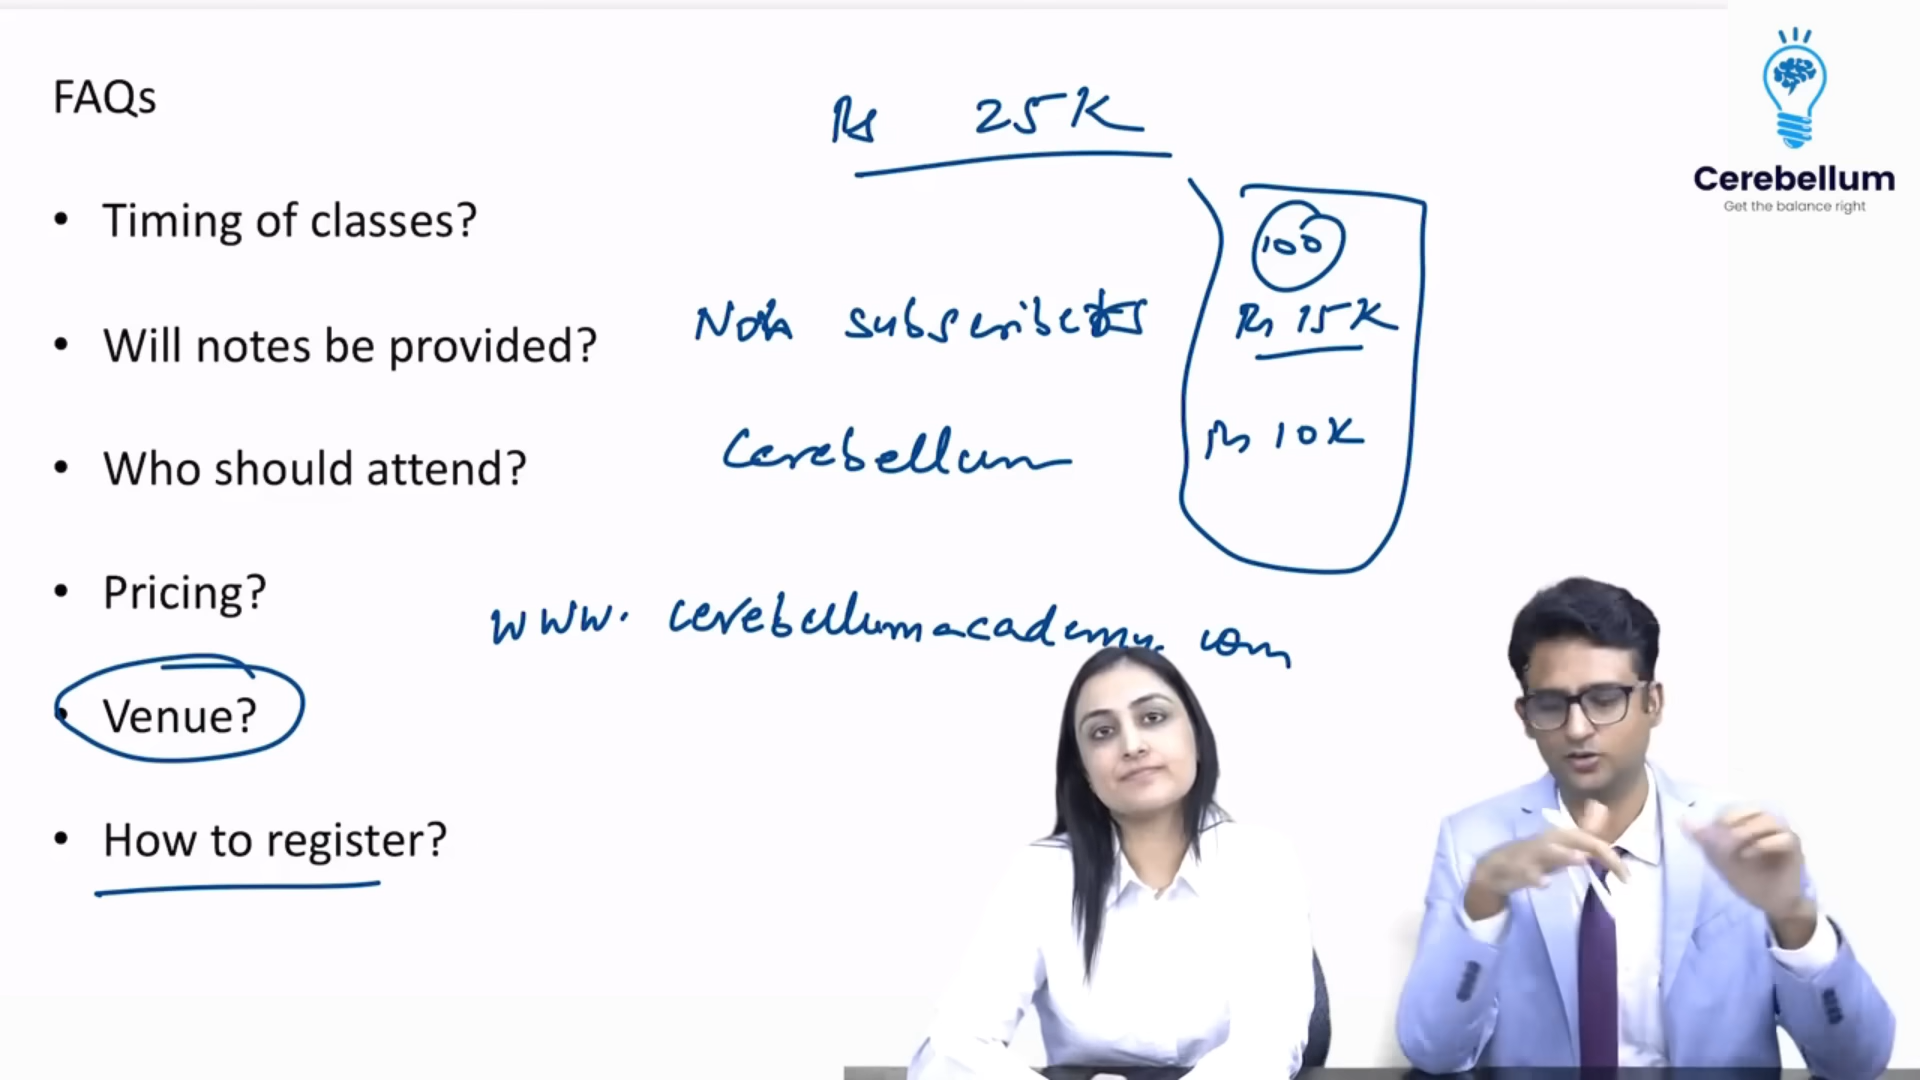 FAQs
Rs 25K
Cerebellum
Get the balance right
• Timing of classes?
100
Non subscribers Rs 15K
• Will notes be provided?
Cerebellum Rs 10K
• Who should attend?
• Pricing?
www.cerebellumacademy.com
• Venue?
• How to register?